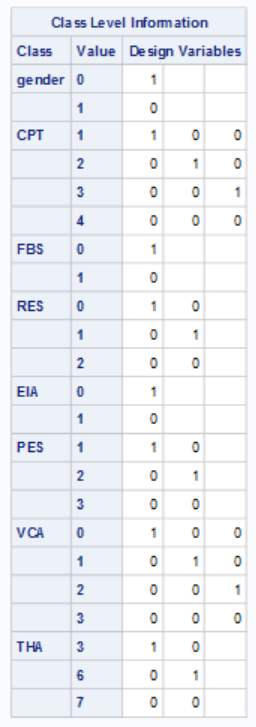 Class Level Information
Class Value Design Variables
gender 0 1
1 0
CPT 1 1 0 0
2 0 1 0
3 0 0 1
4 0 0 0
FBS 0 1
1 0
RES 0 1 0
1 0 1
2 0 0
EIA 0 1
1 0
PES 1 1 0
2 0 1
3 0 0
VCA 0 1 0 0
1 0 1 0
2 0 0 1
3 0 0 0
THA 3 1 0
6 0 1
7 0 0